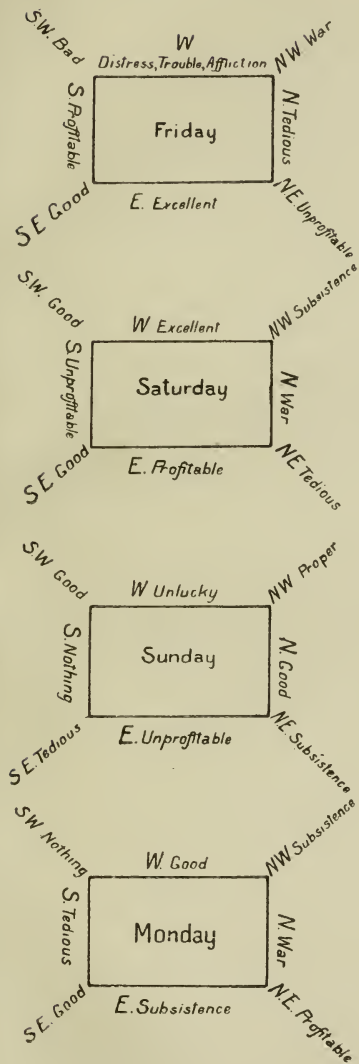 S.W. Bad
W
Distress, Trouble, Affliction
NW War
S. Profitable
Friday
N. Tedious
SE Good
E. Excellent
NE. Unprofitable
S.W. Good
W Excellent
NW Subsistence
S. Unprofitable
Saturday
N War
SE Good
E. Profitable
NE Tedious
SW Good
W Unlucky
NW Proper
S. Nothing
Sunday
N. Good
SE. Tedious
E. Unprofitable
NE. Subsistence
SW Nothing
W. Good
NW Subsistence
S. Tedious
Monday
N. War
SE. Good
E. Subsistence
N.E. Profitable